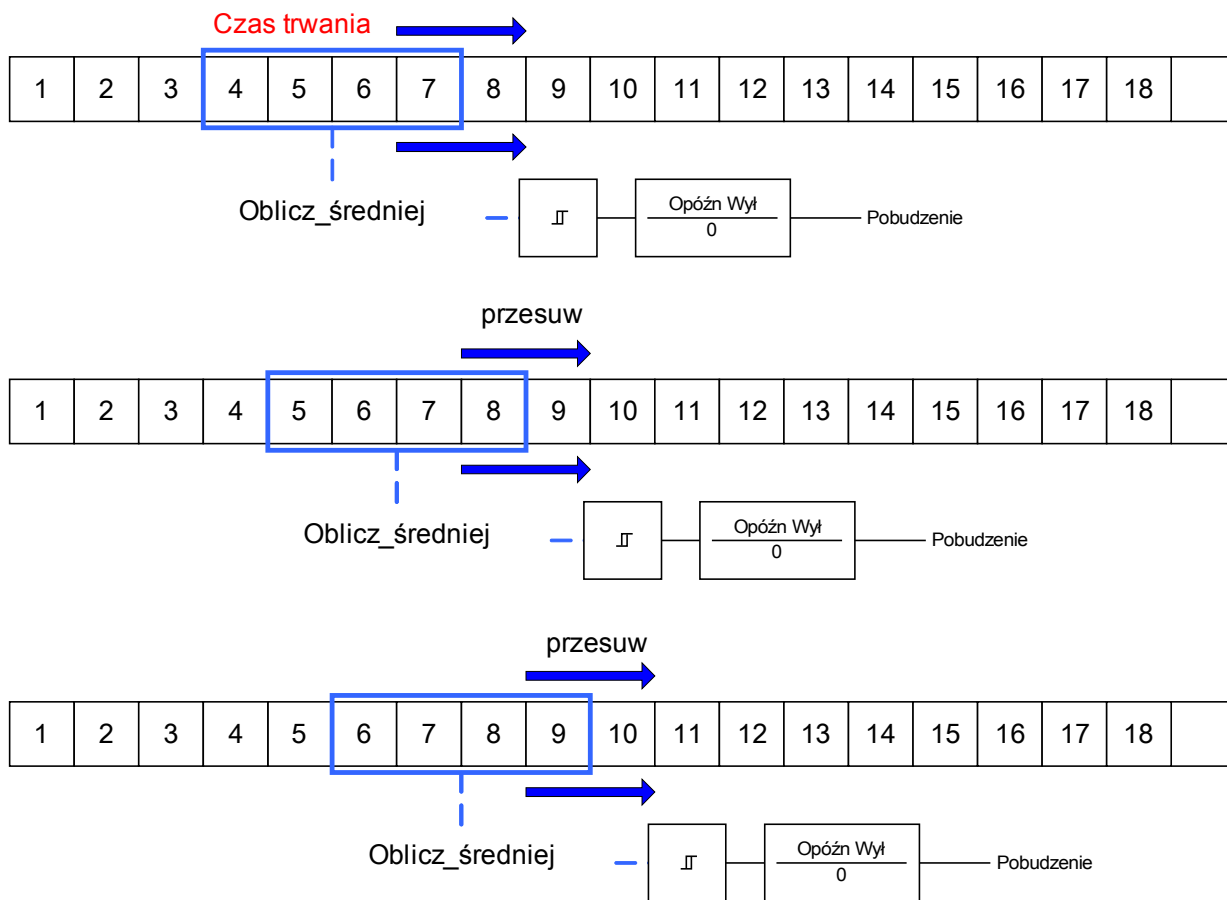 Czas trwania
1 2 3 4 5 6 7 8 9 10 11 12 13 14 15 16 17 18
Oblicz_średniej
Opóźn Wył
0
Pobudzenie
przesuw
1 2 3 4 5 6 7 8 9 10 11 12 13 14 15 16 17 18
Oblicz_średniej
Opóźn Wył
0
Pobudzenie
przesuw
1 2 3 4 5 6 7 8 9 10 11 12 13 14 15 16 17 18
Oblicz_średniej
Opóźn Wył
0
Pobudzenie